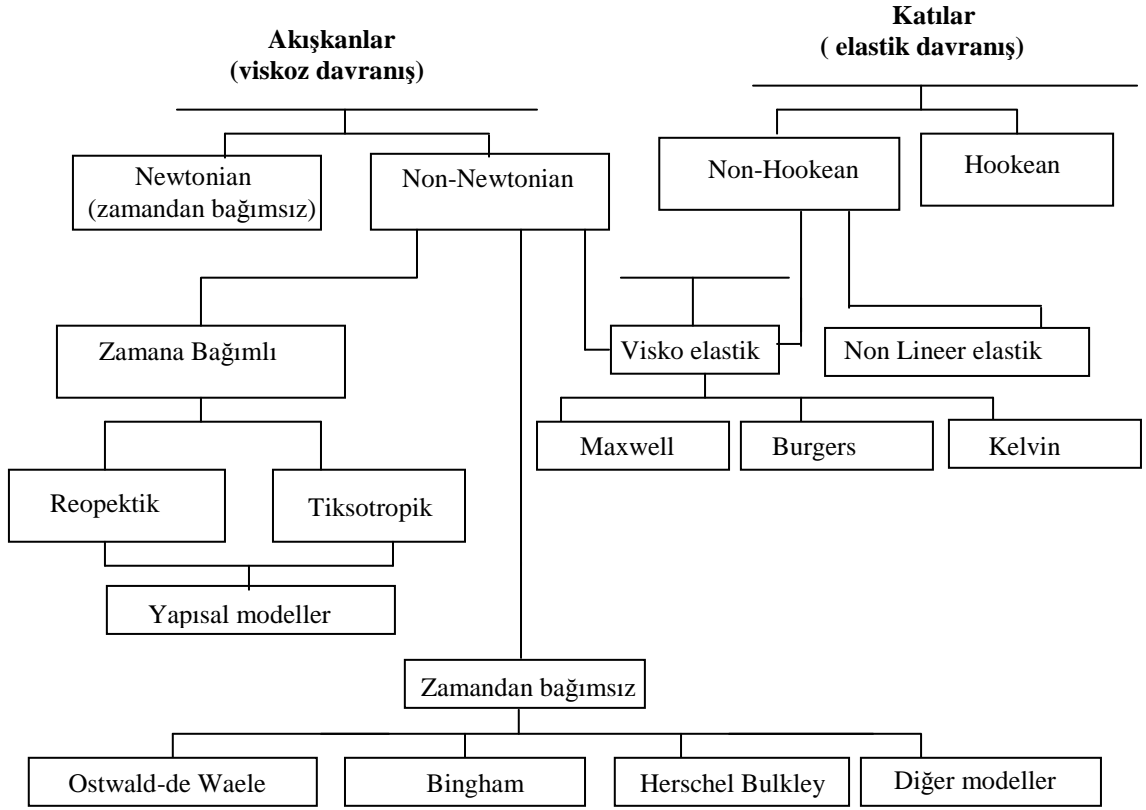 Akışkanlar
(viskoz davranış)
Katılar
( elastik davranış)
Newtonian
(zamandan bağımsız)
Non-Newtonian
Non-Hookean
Hookean
Zamana Bağımlı
Visko elastik
Non Lineer elastik
Maxwell
Burgers
Kelvin
Reopektik
Tiksotropik
Yapısal modeller
Zamandan bağımsız
Ostwald-de Waele
Bingham
Herschel Bulkley
Diğer modeller